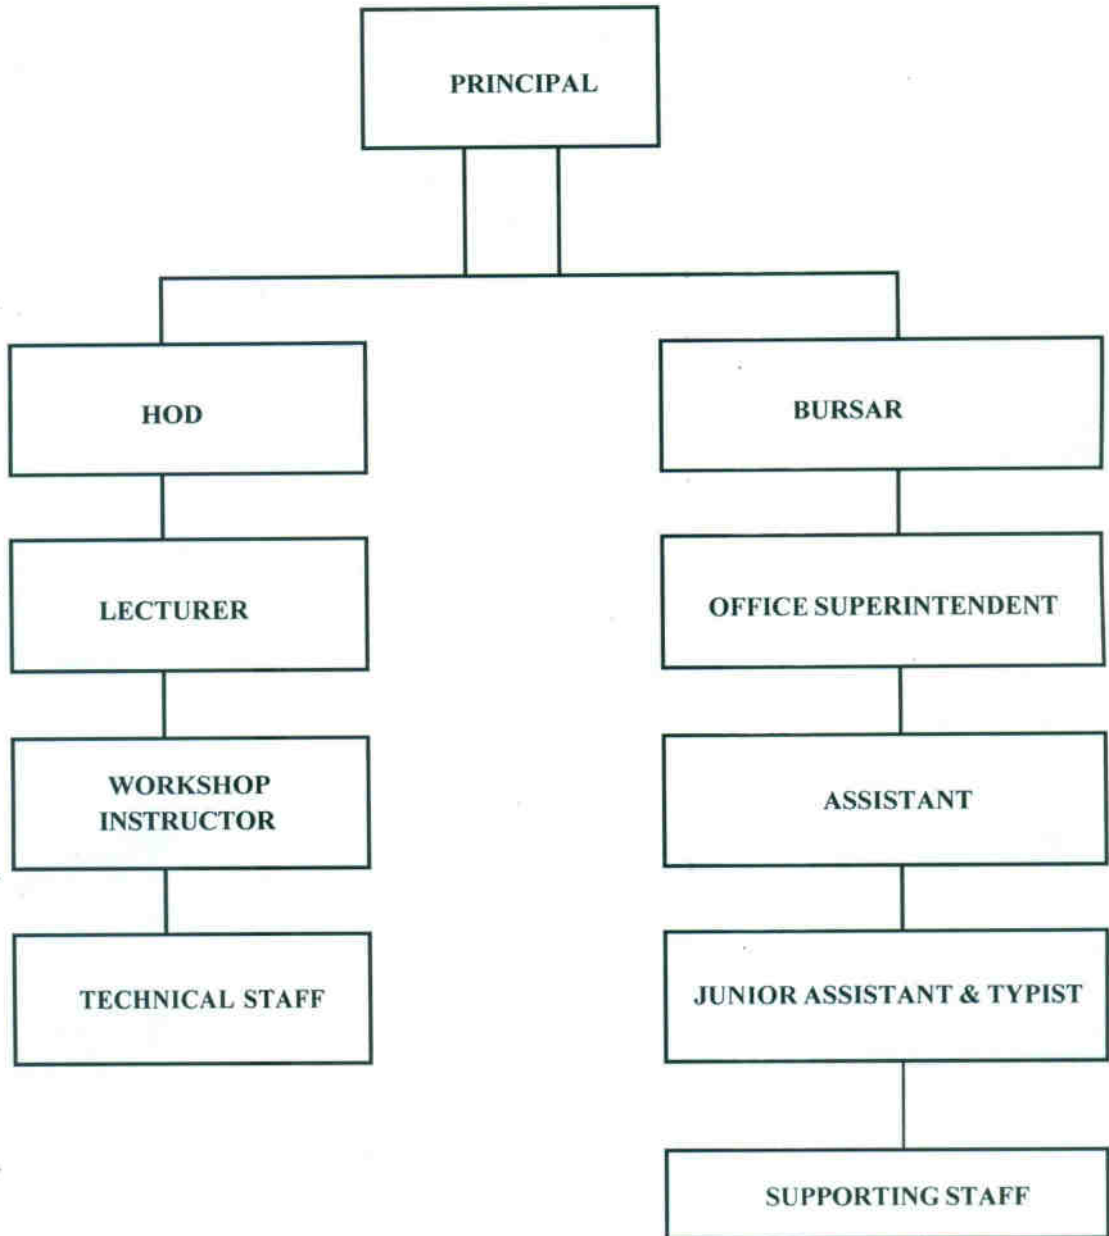 PRINCIPAL
HOD
BURSAR
LECTURER
OFFICE SUPERINTENDENT
WORKSHOP
INSTRUCTOR
ASSISTANT
TECHNICAL STAFF
JUNIOR ASSISTANT & TYPIST
SUPPORTING STAFF